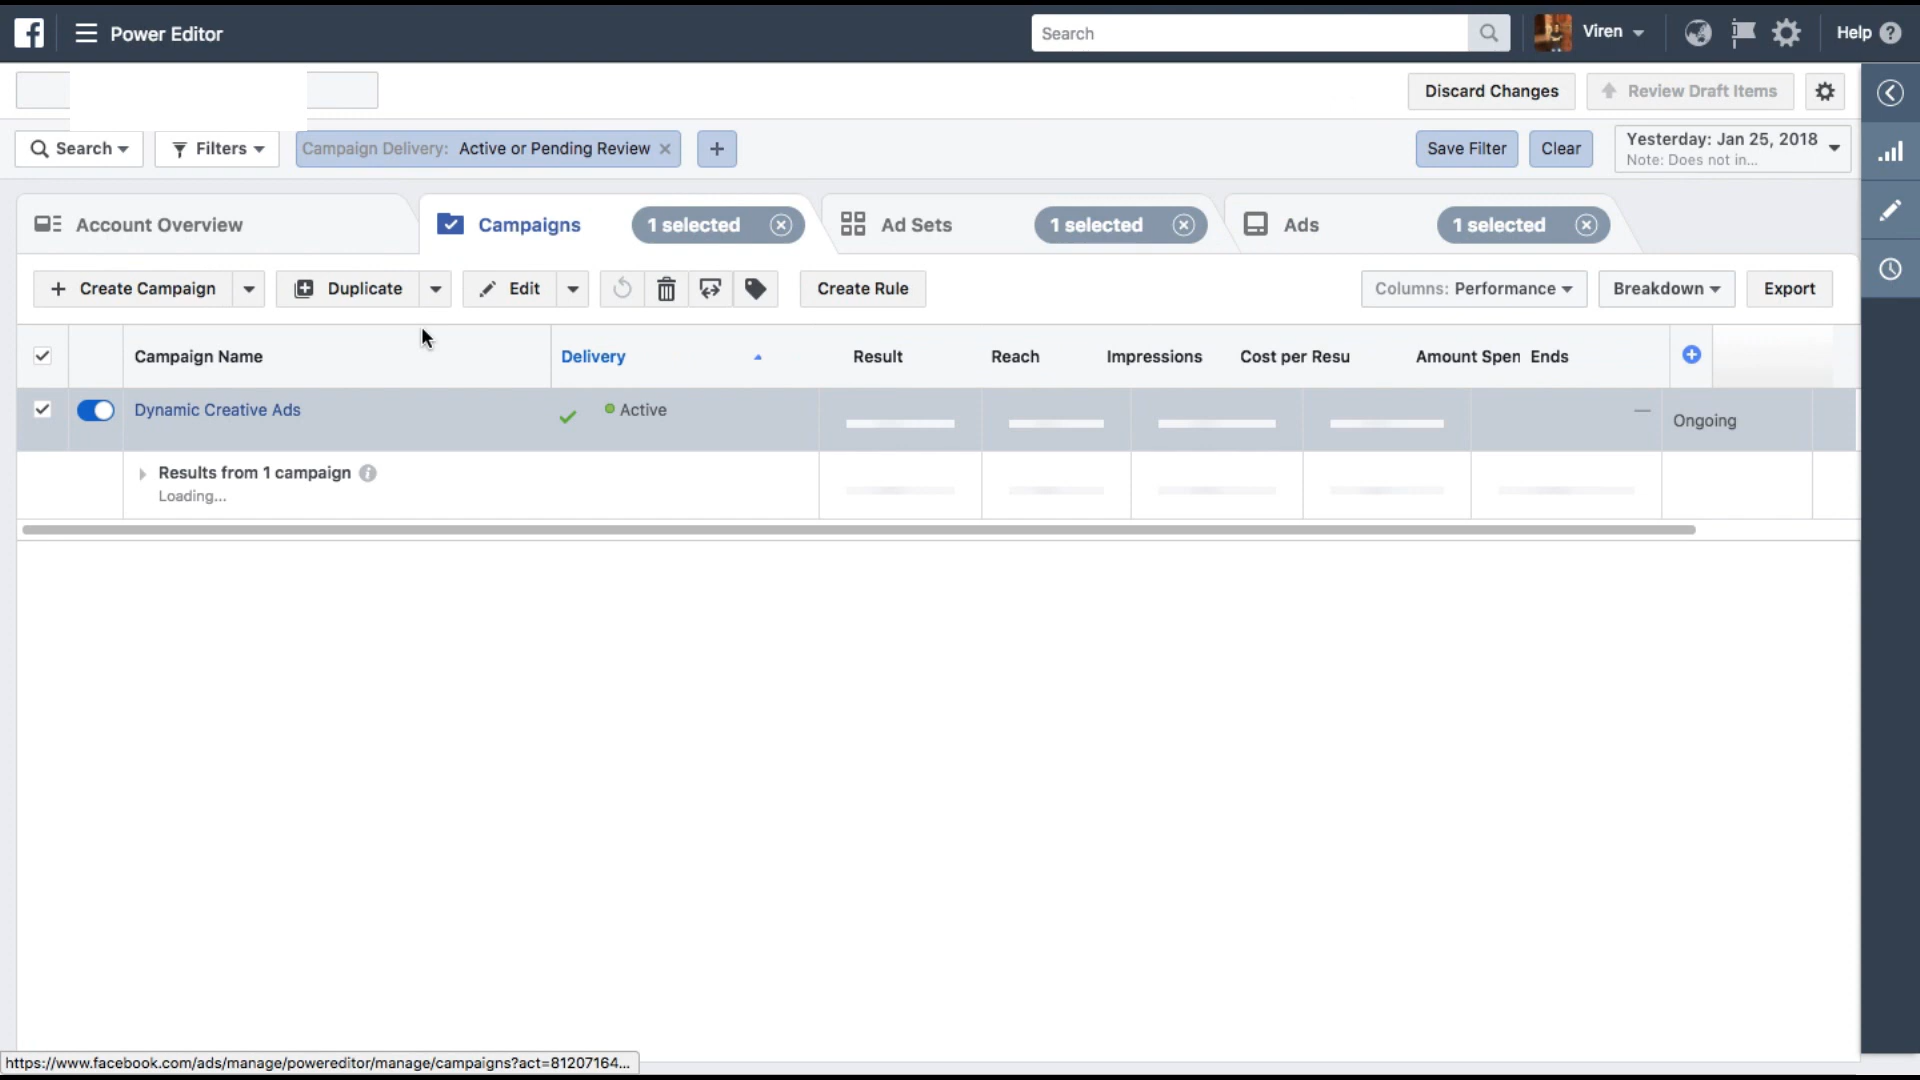 Power Editor
Search
Viren
Help
Discard Changes
Review Draft Items
Search
Filters
Campaign Delivery: Active or Pending Review
Save Filter
Clear
Yesterday: Jan 25, 2018
Note: Does not in...
Account Overview
Campaigns
1 selected
Ad Sets
1 selected
Ads
1 selected
+ Create Campaign
Duplicate
Edit
Create Rule
Columns: Performance
Breakdown
Export
Campaign Name
Delivery
Result
Reach
Impressions
Cost per Resu
Amount Spen
Ends
Dynamic Creative Ads
Active
—
Ongoing
Results from 1 campaign
Loading...
https://www.facebook.com/ads/manage/powereditor/manage/campaigns?act=81207164...